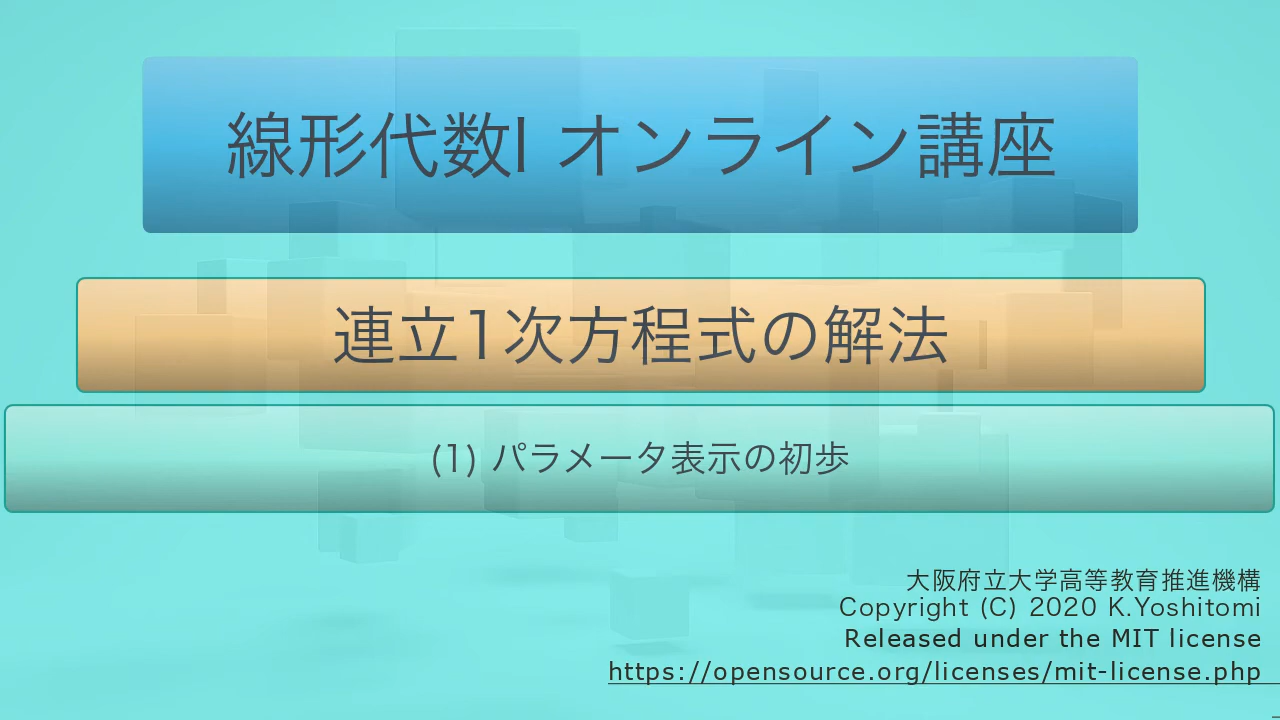 線形代数I オンライン講座
連立1次方程式の解法
(1) パラメータ表示の初歩
大阪府立大学高等教育推進機構
Copyright (C) 2020 K.Yoshitomi
Released under the MIT license
https://opensource.org/licenses/mit-license.php